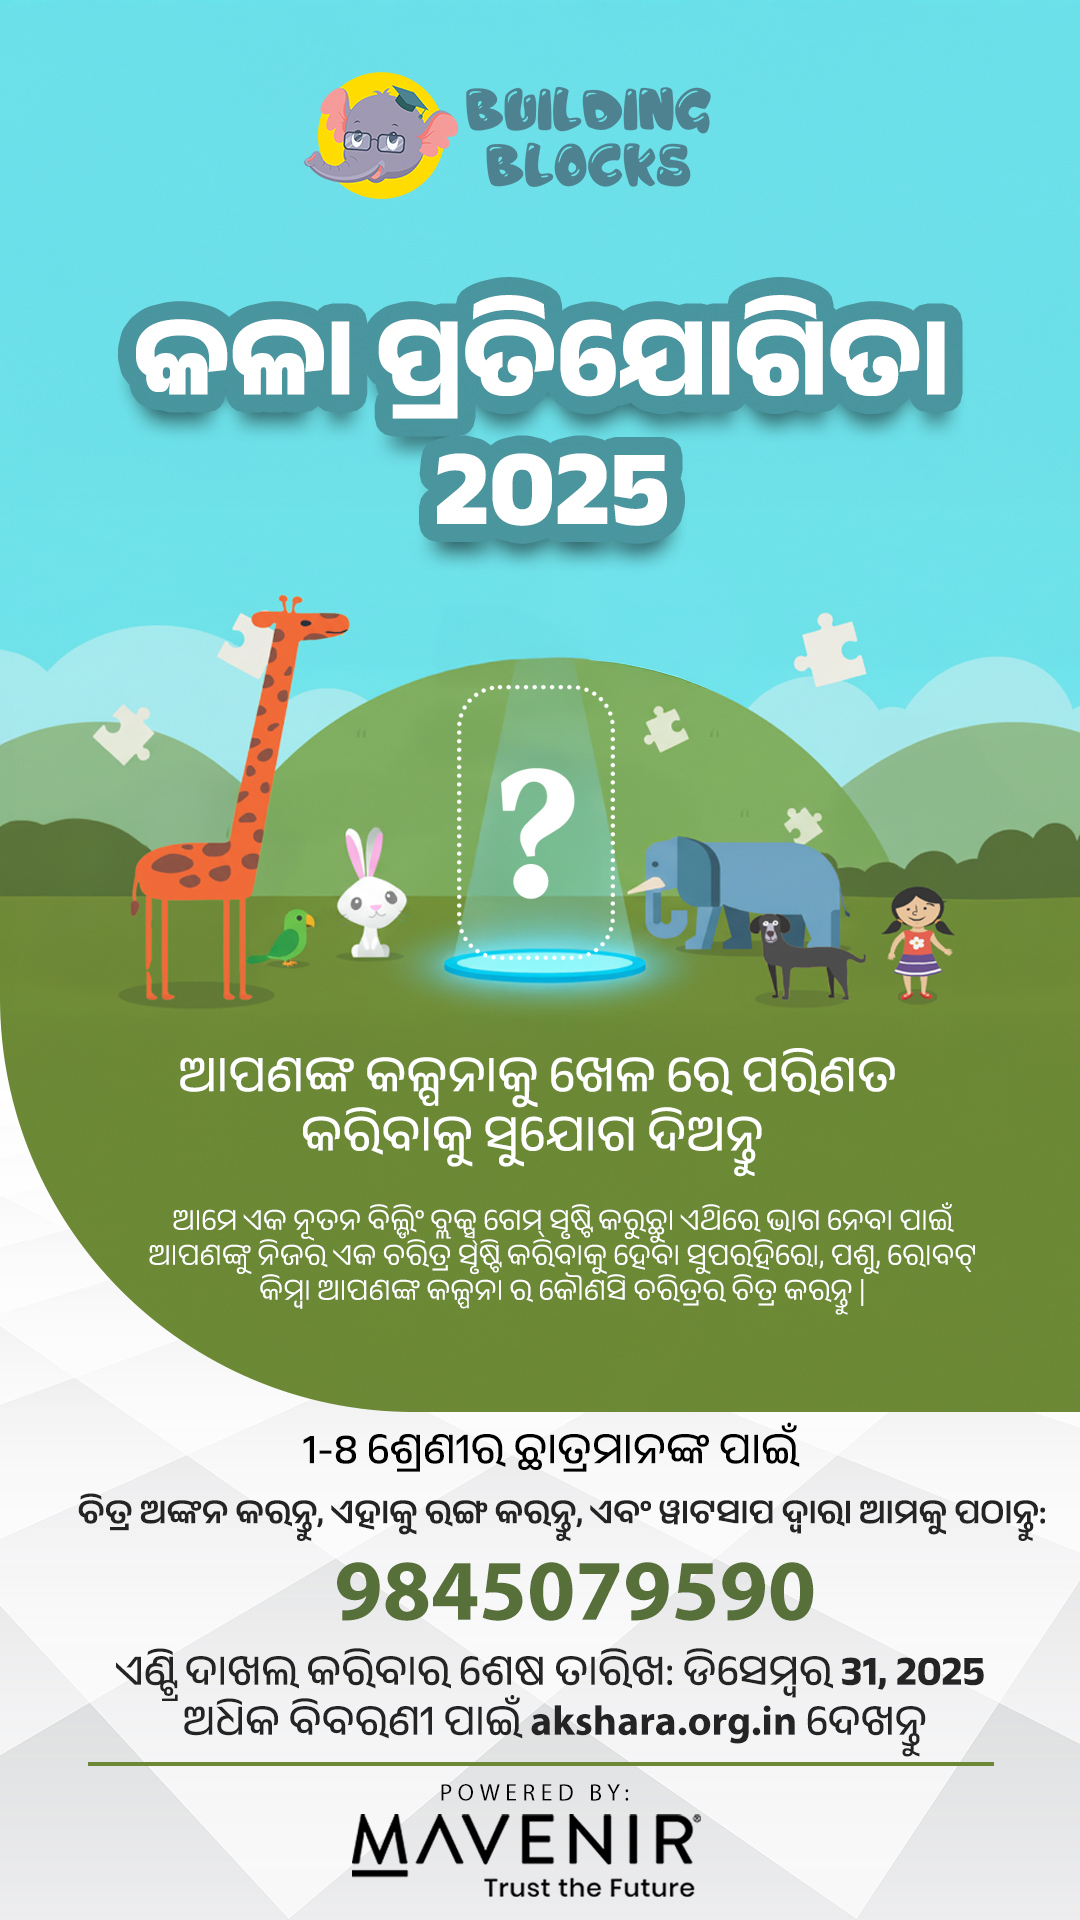 BUILDING
BLOCKS
କଳା ପ୍ରତିଯୋଗିତା
2025
?
ଆପଣଙ୍କ କଳ୍ପନାକୁ ଖେଳ ରେ ପରିଣତ
କରିବାକୁ ସୁଯୋଗ ଦିଅନ୍ତୁ
ଆମେ ଏକ ନୂତନ ବିଲ୍ଡିଂ ବ୍ଲକ୍ସ ଗେମ୍ ସୃଷ୍ଟି କରୁଛୁ। ଏଥିରେ ଭାଗ ନେବା ପାଇଁ
ଆପଣଙ୍କୁ ନିଜର ଏକ ଚରିତ୍ର ସୃଷ୍ଟି କରିବାକୁ ହେବ। ସୁପରହିରୋ, ପଶୁ, ରୋବଟ୍
କିମ୍ବା ଆପଣଙ୍କ କଳ୍ପନା ର କୌଣସି ଚରିତ୍ରର ଚିତ୍ର କରନ୍ତୁ |
1-8 ଶ୍ରେଣୀର ଛାତ୍ରମାନଙ୍କ ପାଇଁ
ଚିତ୍ର ଅଙ୍କନ କରନ୍ତୁ, ଏହାକୁ ରଙ୍ଗ କରନ୍ତୁ, ଏବଂ ୱାଟସାପ ଦ୍ୱାରା ଆମକୁ ପଠାନ୍ତୁ:
9845079590
ଏଣ୍ଟ୍ରି ଦାଖଲ କରିବାର ଶେଷ ତାରିଖ: ଡିସେମ୍ବର 31, 2025
ଅଧିକ ବିବରଣୀ ପାଇଁ akshara.org.in ଦେଖନ୍ତୁ
POWERED BY:
MAVENIR®
Trust the Future